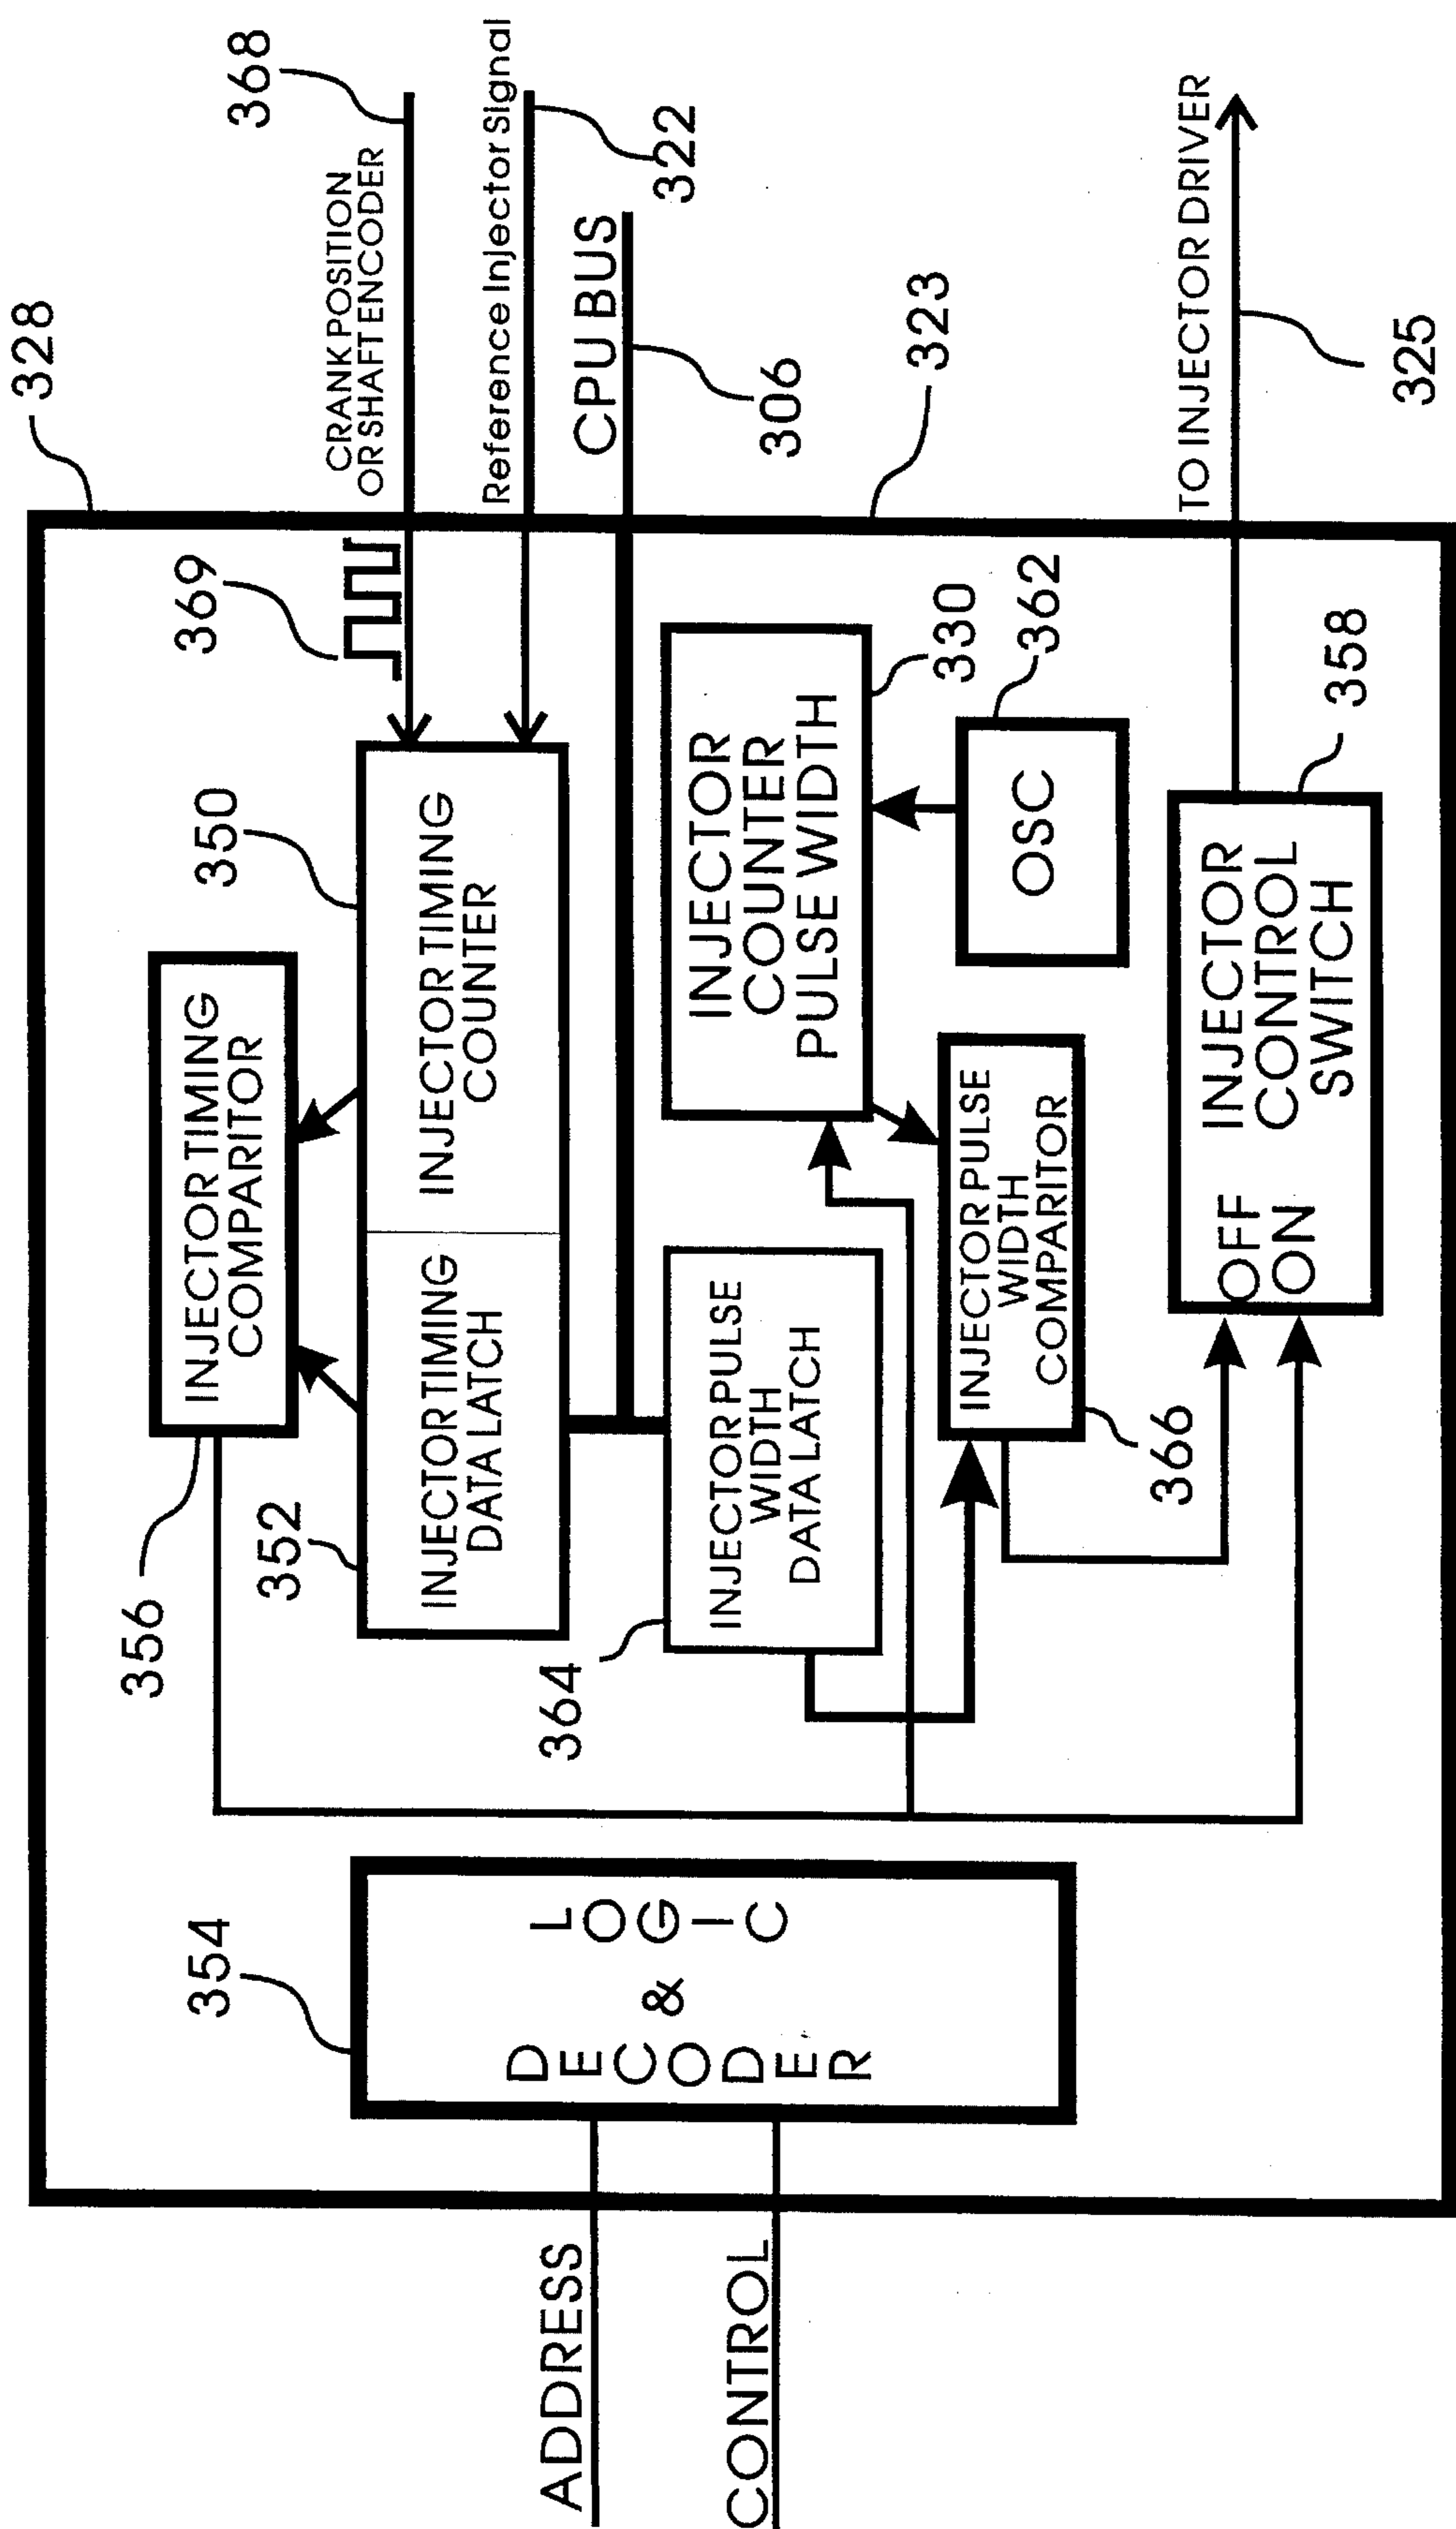 328
368
CRANK POSITION
OR SHAFT ENCODER
369
Reference Injector Signal
322
CPU BUS
306
323
TO INJECTOR DRIVER
325
356
INJECTOR TIMING
COMPARITOR
350
352
INJECTOR TIMING
DATA LATCH
INJECTOR TIMING
COUNTER
364
INJECTOR PULSE
WIDTH
DATA LATCH
INJECTOR
COUNTER
PULSE WIDTH
330
362
OSC
INJECTOR PULSE
WIDTH
COMPARITOR
366
358
OFF
ON
INJECTOR
CONTROL
SWITCH
354
DECODER
&
LOGIC
ADDRESS
CONTROL